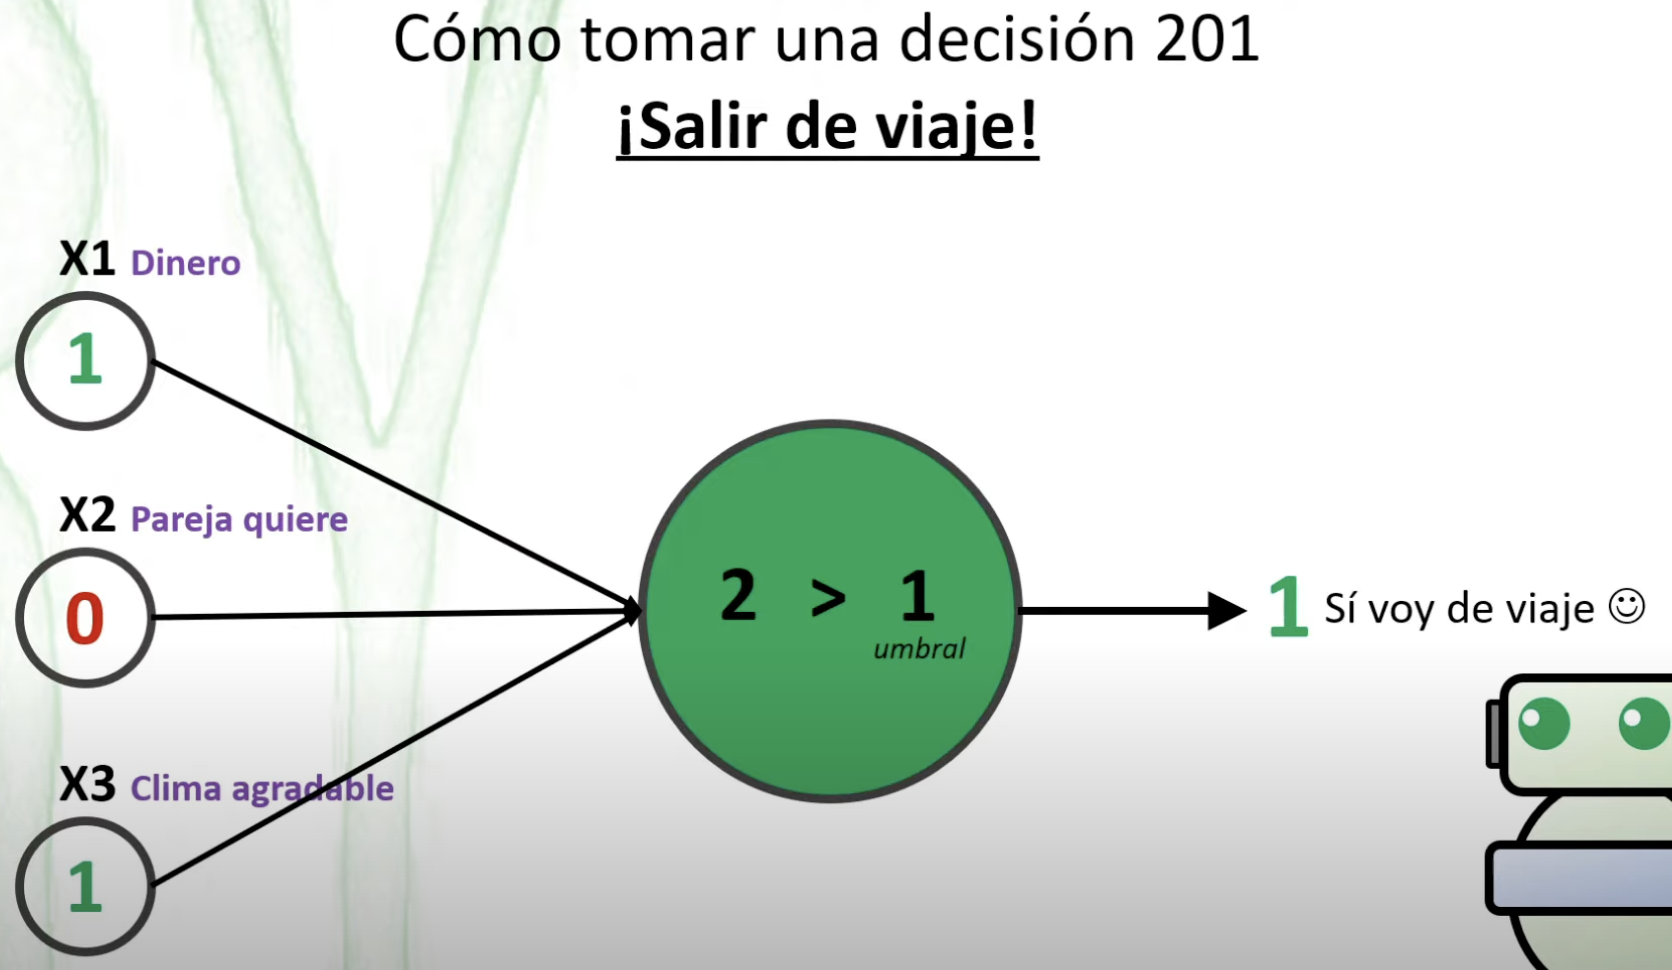 Cómo tomar una decisión 201
¡Salir de viaje!
X1 Dinero
1
X2 Pareja quiere
0
X3 Clima agradable
1
2 > 1
umbral
1 Sí voy de viaje ☺